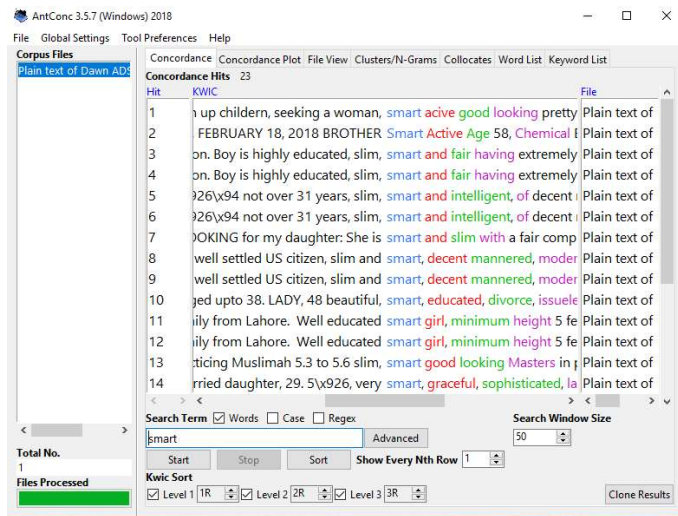 AntConc 3.5.7 (Windows) 2018
File Global Settings Tool Preferences Help
Corpus Files
Plain text of Dawn ADS
Concordance Concordance Plot File View Clusters/N-Grams Collocates Word List Keyword List
Concordance Hits 23
Hit KWIC File
1 up childern, seeking a woman, smart acive good looking pretty Plain text of
2 FEBRUARY 18, 2018 BROTHER Smart Active Age 58, Chemical E Plain text of
3 on. Boy is highly educated, slim, smart and fair having extremely Plain text of
4 on. Boy is highly educated, slim, smart and fair having extremely Plain text of
5 926\x94 not over 31 years, slim, smart and intelligent, of decent Plain text of
6 926\x94 not over 31 years, slim, smart and intelligent, of decent Plain text of
7 OOKING for my daughter: She is smart and slim with a fair comp Plain text of
8 well settled US citizen, slim and smart, decent mannered, moder Plain text of
9 well settled US citizen, slim and smart, decent mannered, moder Plain text of
10 ged upto 38. LADY, 48 beautiful, smart, educated, divorce, issuele Plain text of
11 ily from Lahore. Well educated smart girl, minimum height 5 fe Plain text of
12 ily from Lahore. Well educated smart girl, minimum height 5 fe Plain text of
13 cticing Muslimah 5.3 to 5.6 slim, smart good looking Masters in p Plain text of
14 rried daughter, 29. 5\x926, very smart, graceful, sophisticated, la Plain text of
Search Term Words Case Regex Search Window Size
smart Advanced 50
Start Stop Sort Show Every Nth Row 1
Total No.
1
Files Processed
Kwic Sort
Level 1 1R Level 2 2R Level 3 3R Clone Results